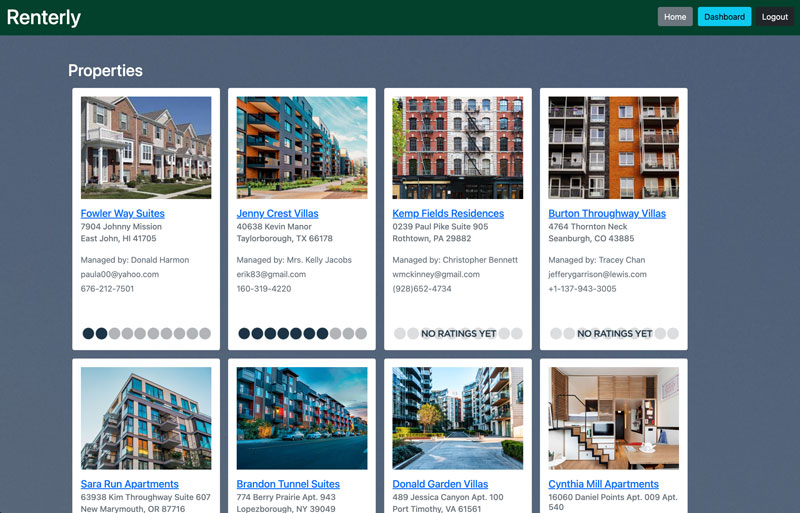 Renterly
Home
Dashboard
Logout
Properties
Fowler Way Suites
7904 Johnny Mission
East John, HI 41705
Managed by: Donald Harmon
paula00@yahoo.com
676-212-7501
Jenny Crest Villas
40638 Kevin Manor
Taylorborough, TX 66178
Managed by: Mrs. Kelly Jacobs
erik83@gmail.com
160-319-4220
Kemp Fields Residences
0239 Paul Pike Suite 905
Rothtown, PA 29882
Managed by: Christopher Bennett
wmckinney@gmail.com
(928)652-4734
NO RATINGS YET
Burton Throughway Villas
4764 Thornton Neck
Seanburgh, CO 43885
Managed by: Tracey Chan
jefferygarrison@lewis.com
+1-137-943-3005
NO RATINGS YET
Sara Run Apartments
63938 Kim Throughway Suite 607
New Marymouth, OR 87716
Brandon Tunnel Suites
774 Berry Prairie Apt. 943
Lopezborough, NY 39049
Donald Garden Villas
489 Jessica Canyon Apt. 100
Port Timothy, VA 61561
Cynthia Mill Apartments
16060 Daniel Points Apt. 009 Apt.
540